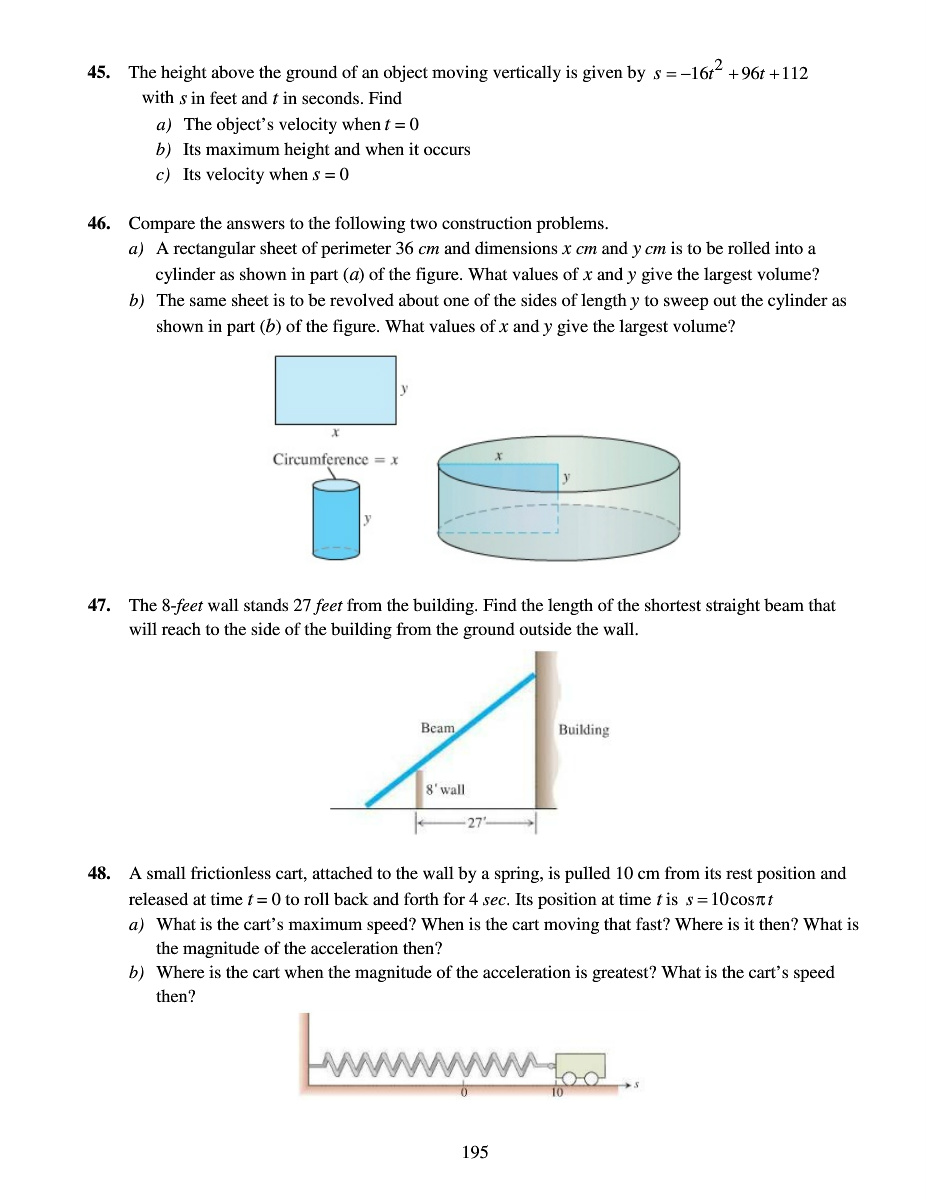 45. The height above the ground of an object moving vertically is given by s = −16t² + 96t + 112
with s in feet and t in seconds. Find
a) The object's velocity when t = 0
b) Its maximum height and when it occurs
c) Its velocity when s = 0
46. Compare the answers to the following two construction problems.
a) A rectangular sheet of perimeter 36 cm and dimensions x cm and y cm is to be rolled into a
cylinder as shown in part (a) of the figure. What values of x and y give the largest volume?
b) The same sheet is to be revolved about one of the sides of length y to sweep out the cylinder as
shown in part (b) of the figure. What values of x and y give the largest volume?
y
x
Circumference = x
y
x
y
47. The 8-feet wall stands 27 feet from the building. Find the length of the shortest straight beam that
will reach to the side of the building from the ground outside the wall.
Beam
Building
8' wall
27'
48. A small frictionless cart, attached to the wall by a spring, is pulled 10 cm from its rest position and
released at time t = 0 to roll back and forth for 4 sec. Its position at time t is s = 10cosπt
a) What is the cart's maximum speed? When is the cart moving that fast? Where is it then? What is
the magnitude of the acceleration then?
b) Where is the cart when the magnitude of the acceleration is greatest? What is the cart's speed
then?
0
10
s
195